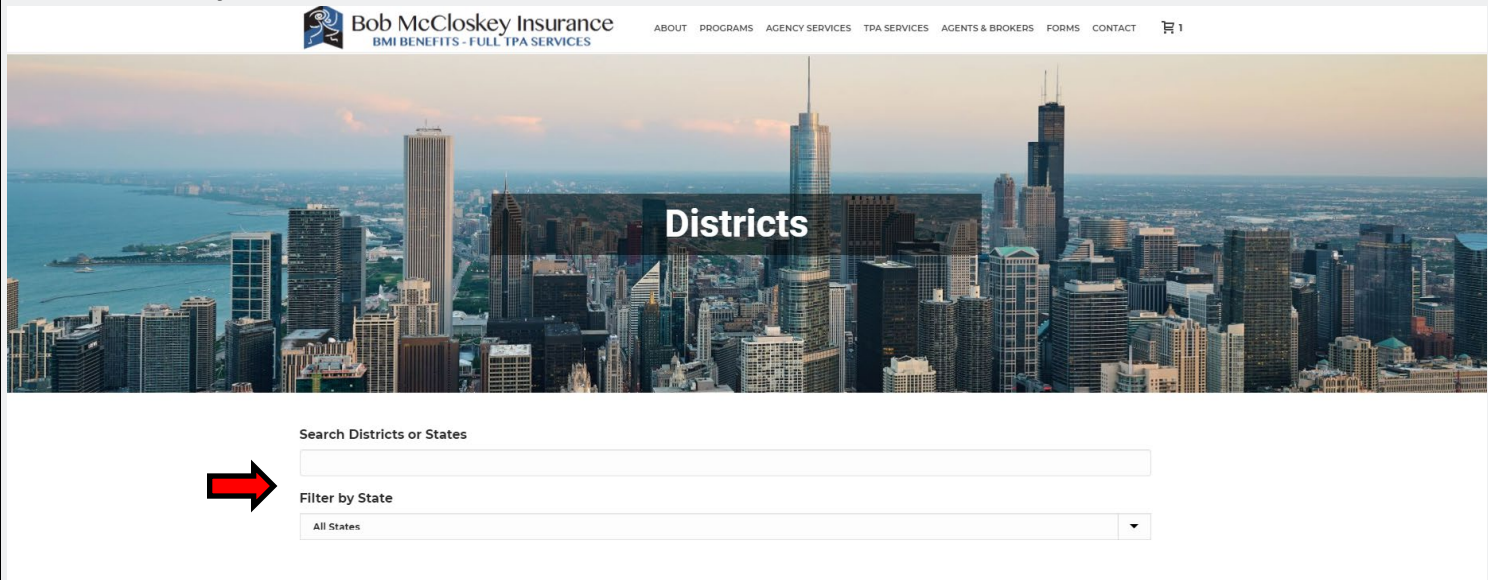 Bob McCloskey Insurance
BMI BENEFITS - FULL TPA SERVICES
ABOUT PROGRAMS AGENCY SERVICES TPA SERVICES AGENTS & BROKERS FORMS CONTACT 1
Districts
Search Districts or States
Filter by State
All States